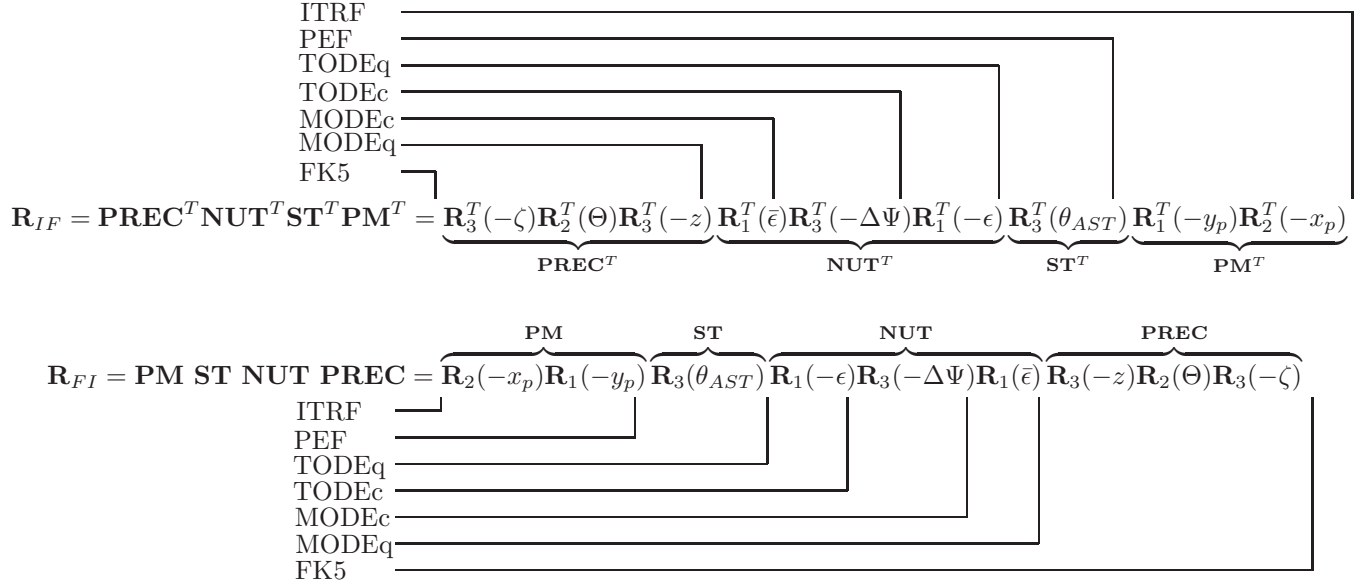 ITRF
PEF
TODEq
TODEc
MODEc
MODEq
FK5
R_{IF} = PREC^T NUT^T ST^T PM^T = R_3^T(−ζ)R_2^T(Θ)R_3^T(−z) R_1^T(ε̄)R_3^T(−ΔΨ)R_1^T(−ϵ) R_3^T(θ_{AST}) R_1^T(−y_p)R_2^T(−x_p)
PREC^T NUT^T ST^T PM^T
PM ST NUT PREC
R_{FI} = PM ST NUT PREC = R_2(−x_p)R_1(−y_p) R_3(θ_{AST}) R_1(−ϵ)R_3(−ΔΨ)R_1(ε̄) R_3(−z)R_2(Θ)R_3(−ζ)
ITRF
PEF
TODEq
TODEc
MODEc
MODEq
FK5